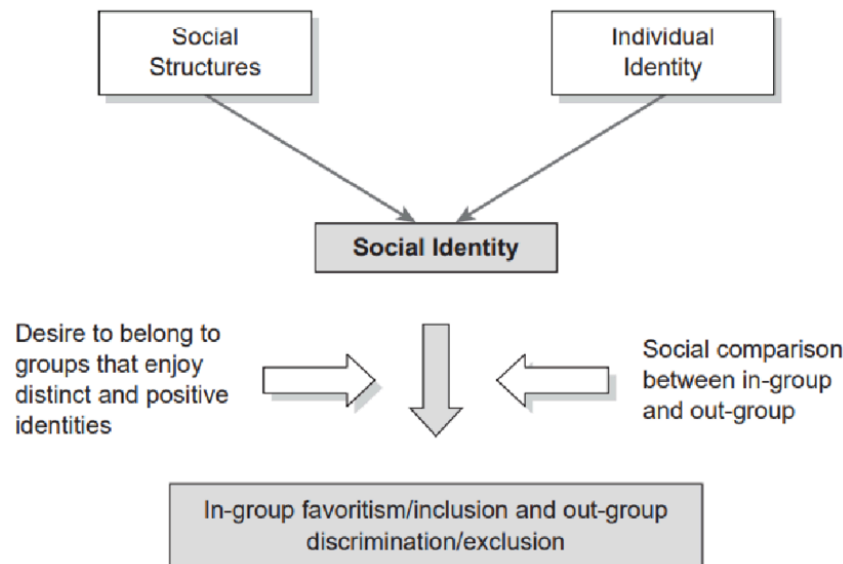 Social
Structures
Individual
Identity
Social Identity
Desire to belong to
groups that enjoy
distinct and positive
identities
Social comparison
between in-group
and out-group
In-group favoritism/inclusion and out-group
discrimination/exclusion